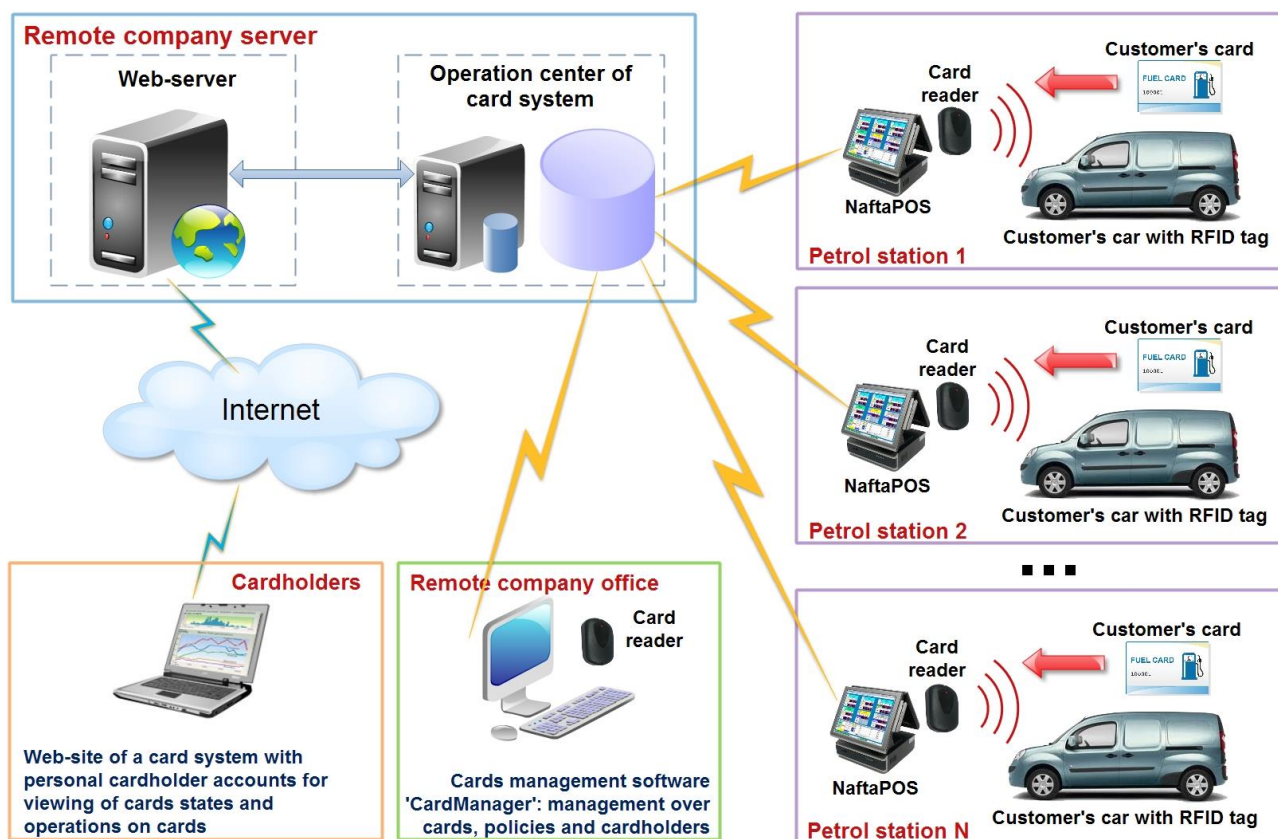 Remote company server
Web-server
Operation center of
card system
Internet
Cardholders
Web-site of a card system with
personal cardholder accounts for
viewing of cards states and
operations on cards
Remote company office
Card
reader
Cards management software
'CardManager': management over
cards, policies and cardholders
Customer's card
Card
reader
FUEL CARD
NaftaPOS
Customer's car with RFID tag
Petrol station 1
Customer's card
Card
reader
FUEL CARD
NaftaPOS
Customer's car with RFID tag
Petrol station 2
...
Customer's card
Card
reader
FUEL CARD
NaftaPOS
Customer's car with RFID tag
Petrol station N